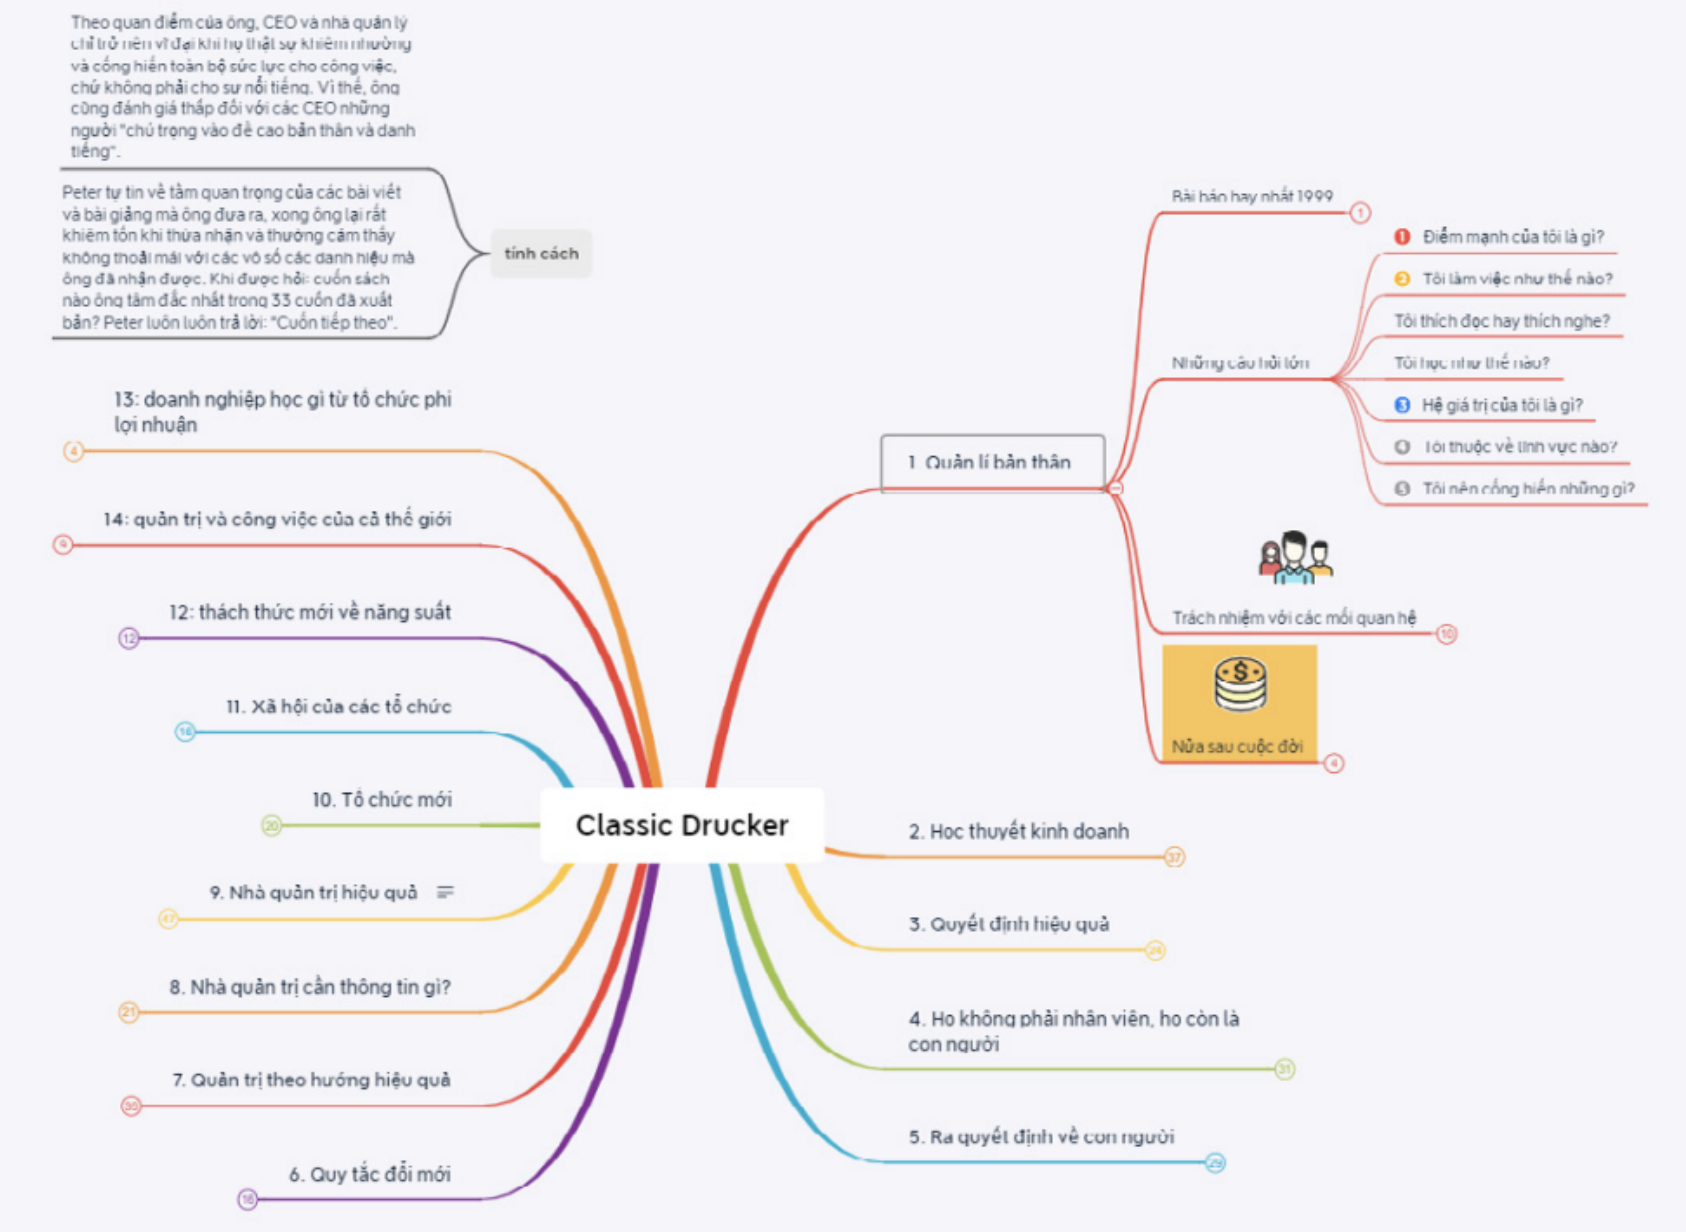 Theo quan điểm của ông, CEO và nhà quản lý
chỉ trở nên vĩ đại khi họ thật sự khiêm nhường
và cống hiến toàn bộ sức lực cho công việc,
chứ không phải cho sự nổi tiếng. Vì thế, ông
cũng đánh giá thấp đối với các CEO những
người "chú trọng vào đề cao bản thân và danh
tiếng".
Peter tự tin về tầm quan trọng của các bài viết
và bài giảng mà ông đưa ra, xong ông lại rất
khiêm tốn khi thừa nhận và thường cảm thấy
không thoải mái với các vô số các danh hiệu mà
ông đã nhận được. Khi được hỏi: cuốn sách
nào ông tâm đắc nhất trong 33 cuốn đã xuất
bản? Peter luôn luôn trả lời: "Cuốn tiếp theo".
tính cách
13: doanh nghiệp học gì từ tổ chức phi
lợi nhuận
4
14: quản trị và công việc của cả thế giới
9
12: thách thức mới về năng suất
12
11. Xã hội của các tổ chức
16
10. Tổ chức mới
20
9. Nhà quản trị hiệu quả
8. Nhà quản trị cần thông tin gì?
21
7. Quản trị theo hướng hiệu quả
6. Quy tắc đổi mới
16
Classic Drucker
1. Quản lí bản thân
Bài báo hay nhất 1999
1
Những câu hỏi lớn
1 Điểm mạnh của tôi là gì?
2 Tôi làm việc như thế nào?
Tôi thích đọc hay thích nghe?
Tôi học như thế nào?
3 Hệ giá trị của tôi là gì?
4 Tôi thuộc về lĩnh vực nào?
5 Tôi nên cống hiến những gì?
Trách nhiệm với các mối quan hệ
10
Nửa sau cuộc đời
4
2. Học thuyết kinh doanh
37
3. Quyết định hiệu quả
24
4. Họ không phải nhân viên, họ còn là
con người
31
5. Ra quyết định về con người
29